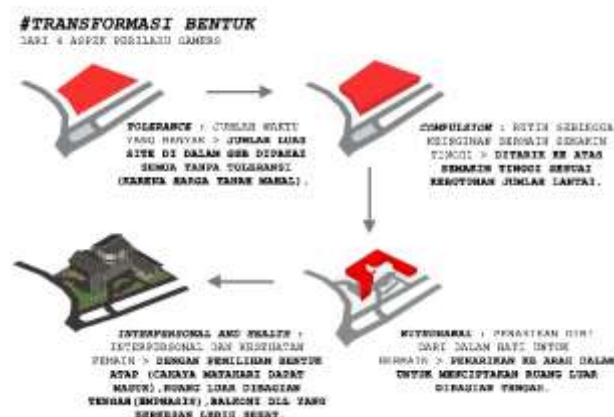 #TRANSFORMASI BENTUK
DARI 4 ASPEK PERILAKU GAMERS
TOLERANCE : JUMLAH WAKTU
YANG BANYAK > JUMLAH LUAS
SITE DI DALAM GSB DIPAKAI
SEMUA TANPA TOLERANSI
(KARENA HARGA TANAH MAHAL).
COMPULSION : RUTIN SEHINGGA
KEINGINAN BERMAIN SEMAKIN
TINGGI > DITARIK KE ATAS
SEMAKIN TINGGI SESUAI
KEBUTUHAN JUMLAH LANTAI.
INTERPERSONAL AND HEALTH :
INTERPERSONAL DAN KESEHATAN
PEMAIN > DENGAN PEMILIHAN BENTUK
ATAP (CAHAYA MATAHARI DAPAT
MASUK), RUANG LUAR DIBAGIAN
TENGAH(EMPHASIS), BALKONI DLL YANG
BERKESAN LEBIH SEHAT.
WITHDRAWAL : PENARIKAN DIRI
DARI DALAM HATI UNTUK
BERMAIN > PENARIKAN KE ARAH DALAM
UNTUK MENCIPTAKAN RUANG LUAR
DIBAGIAN TENGAH.